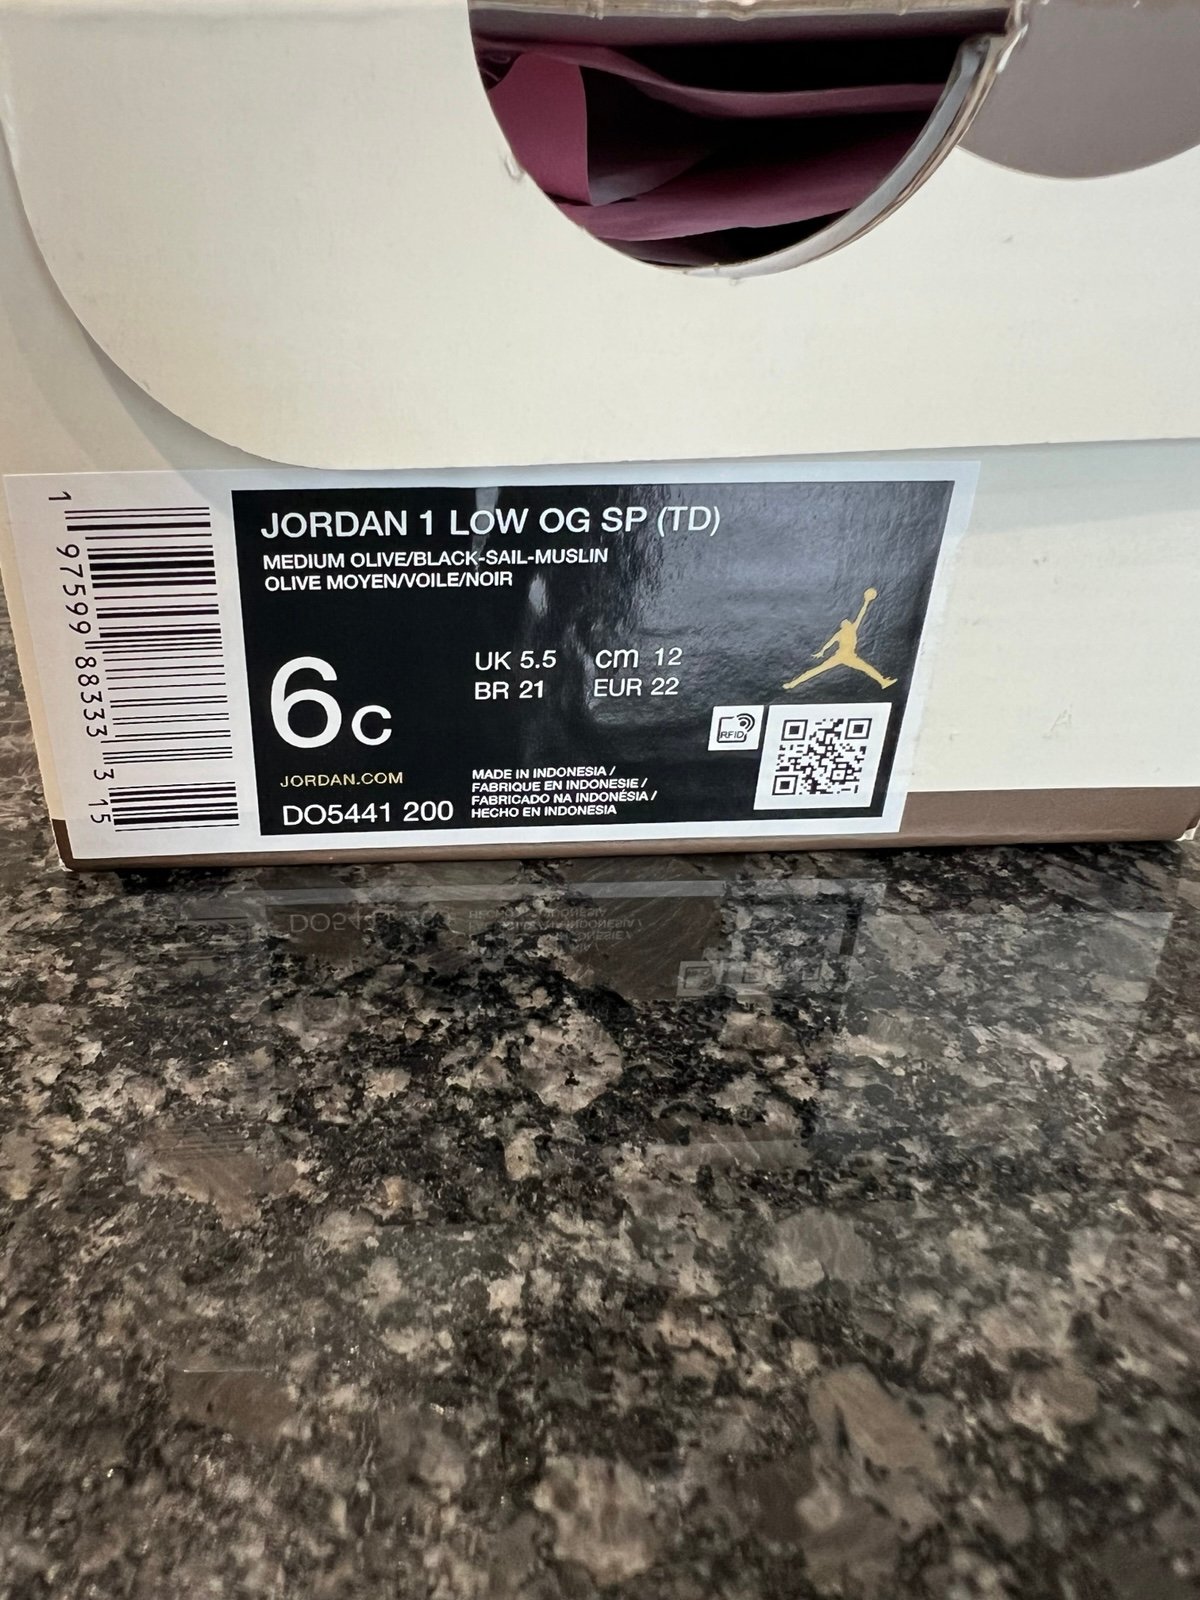 JORDAN 1 LOW OG SP (TD)
MEDIUM OLIVE/BLACK-SAIL-MUSLIN
OLIVE MOYEN/VOILE/NOIR
6c
UK 5.5 cm 12
BR 21 EUR 22
RFID
JORDAN.COM
DO5441 200
MADE IN INDONESIA /
FABRIQUE EN INDONESIE /
FABRICADO NA INDONÉSIA /
HECHO EN INDONESIA
1 97599 88333 3 15